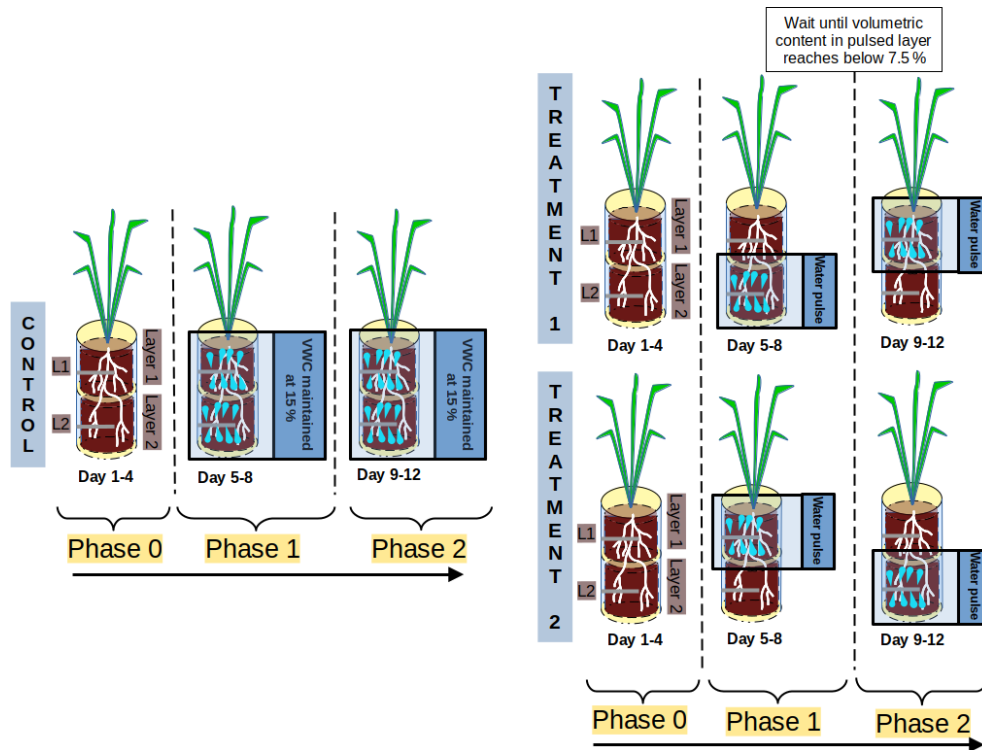 CONTROL
L1
L2
Layer 1
Layer 2
VWC maintained
at 15 %
VWC maintained
at 15 %
Day 1-4
Day 5-8
Day 9-12
Phase 0
Phase 1
Phase 2
Wait until volumetric
content in pulsed layer
reaches below 7.5 %
TREATMENT 1
L1
L2
Layer 1
Layer 2
Water pulse
Water pulse
Day 1-4
Day 5-8
Day 9-12
TREATMENT 2
L1
L2
Layer 1
Layer 2
Water pulse
Water pulse
Day 1-4
Day 5-8
Day 9-12
Phase 0
Phase 1
Phase 2